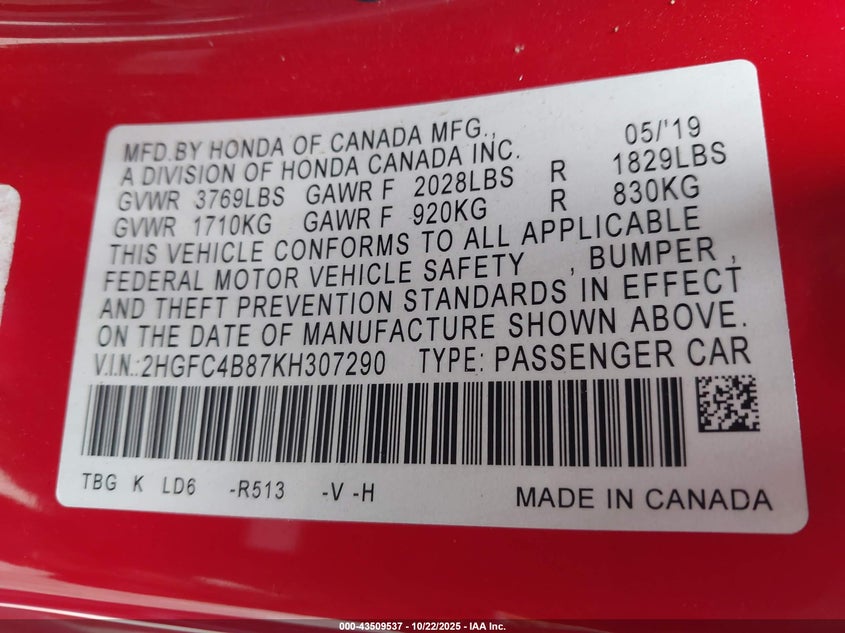 MFD.BY HONDA OF CANADA MFG., 05/'19
A DIVISION OF HONDA CANADA INC.
GVWR 3769LBS GAWR F 2028LBS R 1829LBS
GVWR 1710KG GAWR F 920KG R 830KG
THIS VEHICLE CONFORMS TO ALL APPLICABLE
FEDERAL MOTOR VEHICLE SAFETY , BUMPER ,
AND THEFT PREVENTION STANDARDS IN EFFECT
ON THE DATE OF MANUFACTURE SHOWN ABOVE.
V.I.N.:2HGFC4B87KH307290 TYPE: PASSENGER CAR
TBG K LD6 -R513 -V -H MADE IN CANADA
000-43509537 - 10/22/2025 - IAA Inc.